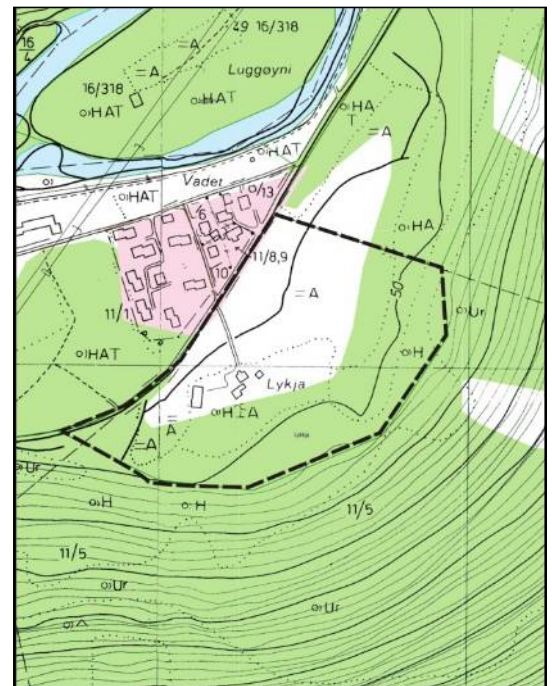 16
4
49 16/318
A
Luggøyni
16/318
HAT
HAT
HA
T
A
HAT
Vadet
HAT
13
6
HA
11/8,9
10
A
50
Ur
11/1
HAT
H
Lykja
H A
A
A
Ur
H
H
11/5
11/5
Ur
Ur
A